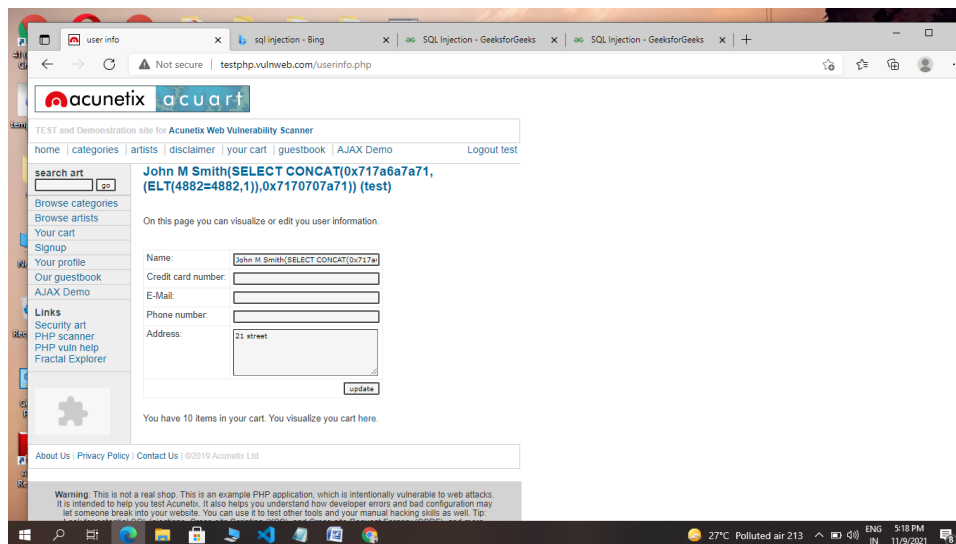 user info
sql injection - Bing
SQL Injection - GeeksforGeeks
SQL Injection - GeeksforGeeks
Not secure | testphp.vulnweb.com/userinfo.php
acunetix acuart
TEST and Demonstration site for Acunetix Web Vulnerability Scanner
home | categories | artists | disclaimer | your cart | guestbook | AJAX Demo
Logout test
search art
go
Browse categories
Browse artists
Your cart
Signup
Your profile
Our guestbook
AJAX Demo
Links
Security art
PHP scanner
PHP vuln help
Fractal Explorer
John M Smith(SELECT CONCAT(0x717a6a7a71,
(ELT(4882=4882,1)),0x7170707a71)) (test)
On this page you can visualize or edit you user information.
Name: John M Smith(SELECT CONCAT(0x717a
Credit card number:
E-Mail:
Phone number:
Address: 21 street
update
You have 10 items in your cart. You visualize you cart here.
About Us | Privacy Policy | Contact Us | ©2019 Acunetix Ltd
Warning: This is not a real shop. This is an example PHP application, which is intentionally vulnerable to web attacks.
It is intended to help you test Acunetix. It also helps you understand how developer errors and bad configuration may
let someone break into your website. You can use it to test other tools and your manual hacking skills as well. Tip:
27°C Polluted air 213
ENG
IN
5:18 PM
11/9/2021
8